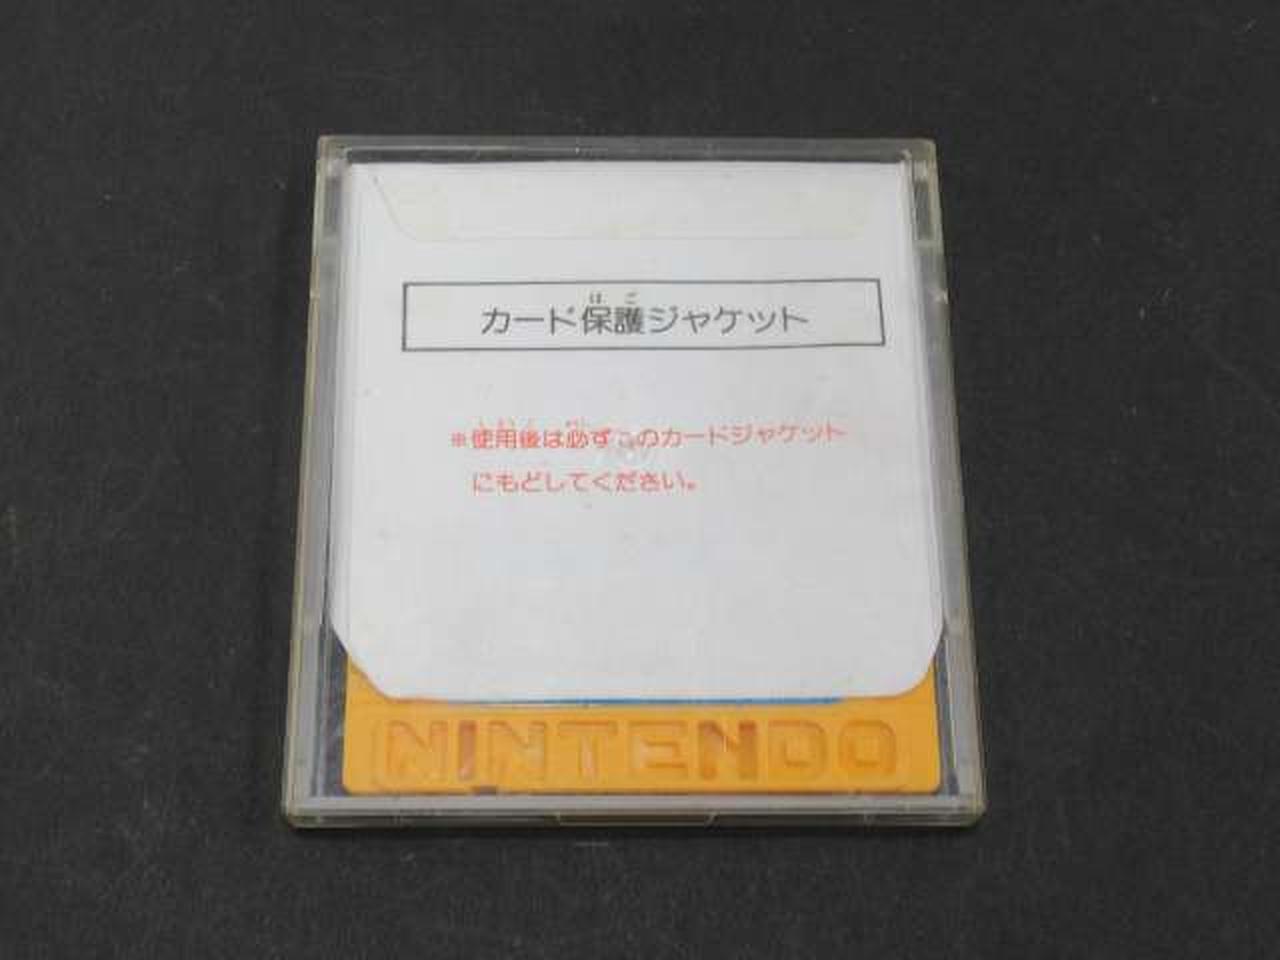 カード保護ジャケット
※使用後は必ずこのカードジャケット
にもどしてください。
NINTENDO